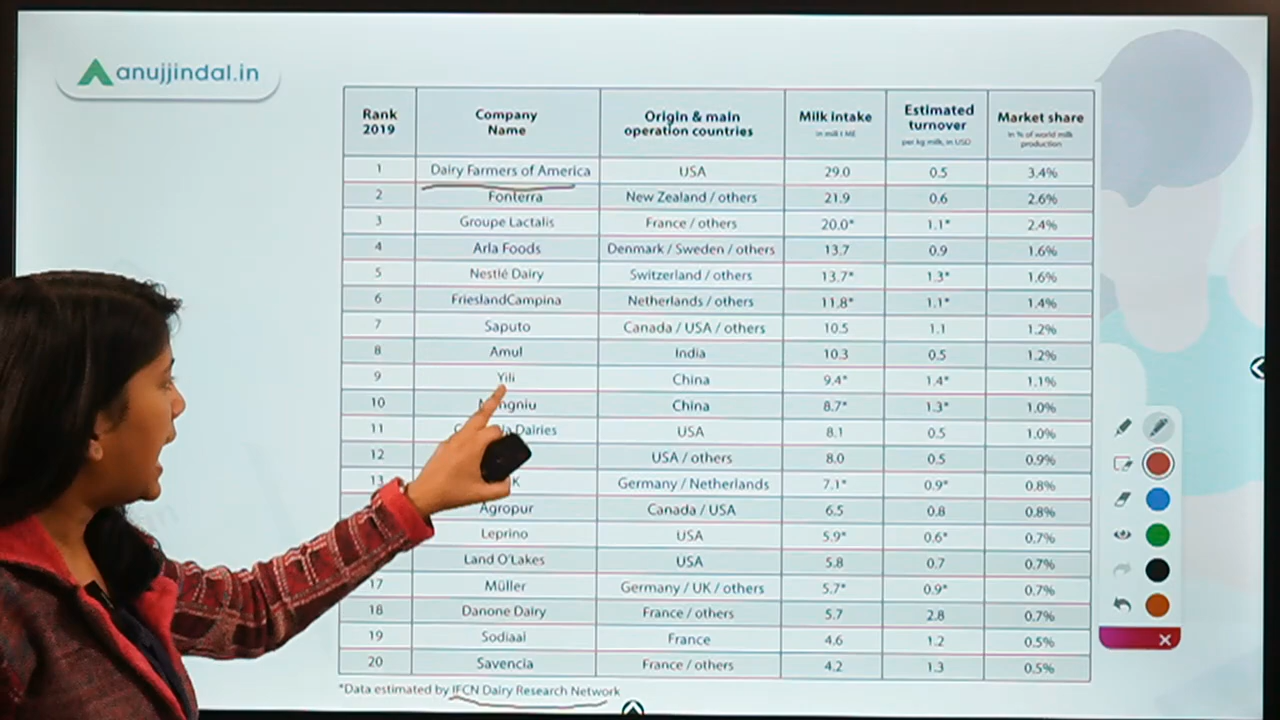 anujjindal.in
Rank 2019 Company Name Origin & main operation countries Milk intake in mill t ME Estimated turnover per kg milk, in USD Market share in % of world milk production
1 Dairy Farmers of America USA 29.0 0.5 3.4%
2 Fonterra New Zealand / others 21.9 0.6 2.6%
3 Groupe Lactalis France / others 20.0* 1.1* 2.4%
4 Arla Foods Denmark / Sweden / others 13.7 0.9 1.6%
5 Nestlé Dairy Switzerland / others 13.7* 1.3* 1.6%
6 FrieslandCampina Netherlands / others 11.8* 1.1* 1.4%
7 Saputo Canada / USA / others 10.5 1.1 1.2%
8 Amul India 10.3 0.5 1.2%
9 Yili China 9.4* 1.4* 1.1%
10 China 8.7* 1.3* 1.0%
11 Dairies USA 8.1 0.5 1.0%
12 USA / others 8.0 0.5 0.9%
13 Germany / Netherlands 7.1* 0.9* 0.8%
Agropur Canada / USA 6.5 0.8 0.8%
Leprino USA 5.9* 0.6* 0.7%
Land O'Lakes USA 5.8 0.7 0.7%
17 Müller Germany / UK / others 5.7* 0.9* 0.7%
18 Danone Dairy France / others 5.7 2.8 0.7%
19 Sodiaal France 4.6 1.2 0.5%
20 Savencia France / others 4.2 1.3 0.5%
*Data estimated by IFCN Dairy Research Network